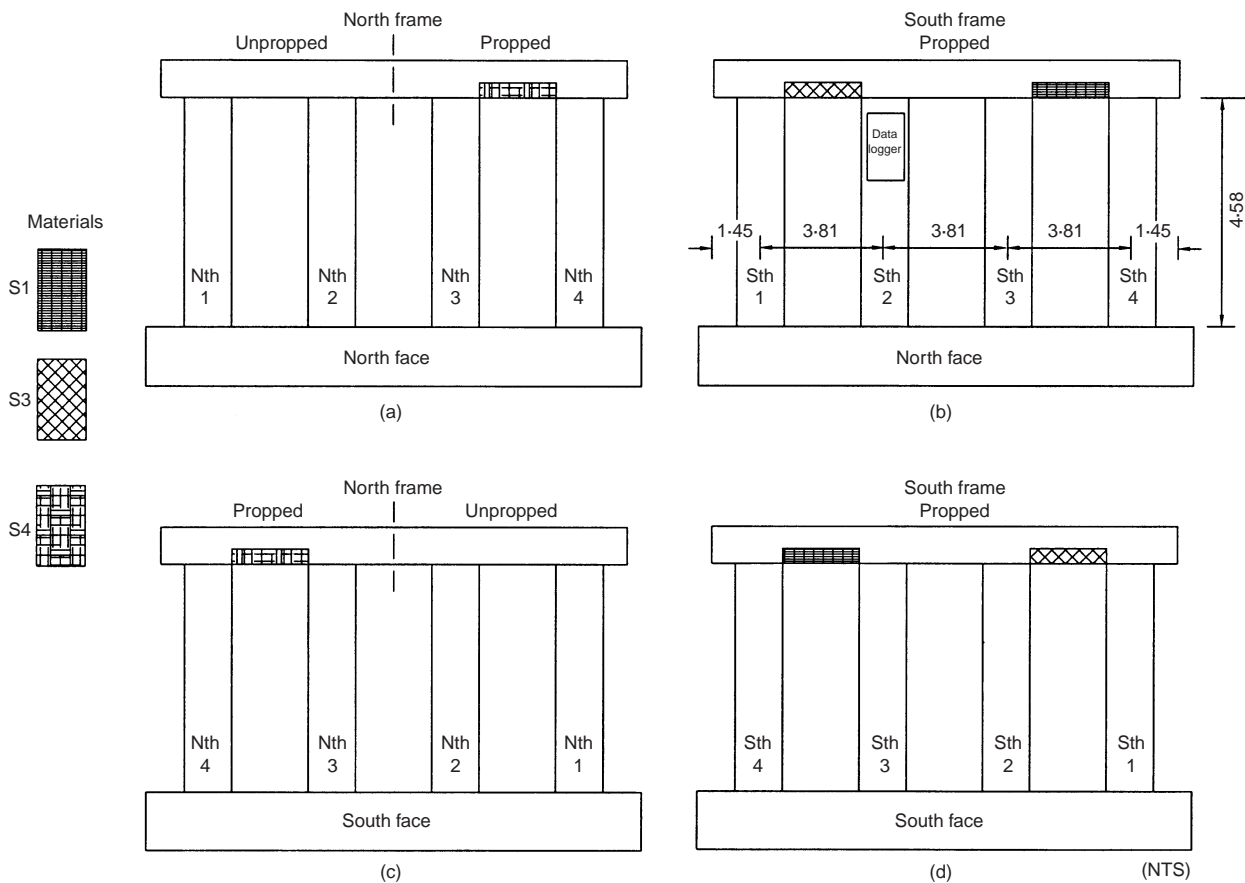 North frame
Unpropped
Propped
Nth
1
Nth
2
Nth
3
Nth
4
North face
(a)
South frame
Propped
Data
logger
1·45
3·81
3·81
3·81
1·45
4·58
Sth
1
Sth
2
Sth
3
Sth
4
North face
(b)
Materials
S1
S3
S4
North frame
Propped
Unpropped
Nth
4
Nth
3
Nth
2
Nth
1
South face
(c)
South frame
Propped
Sth
4
Sth
3
Sth
2
Sth
1
South face
(d)
(NTS)